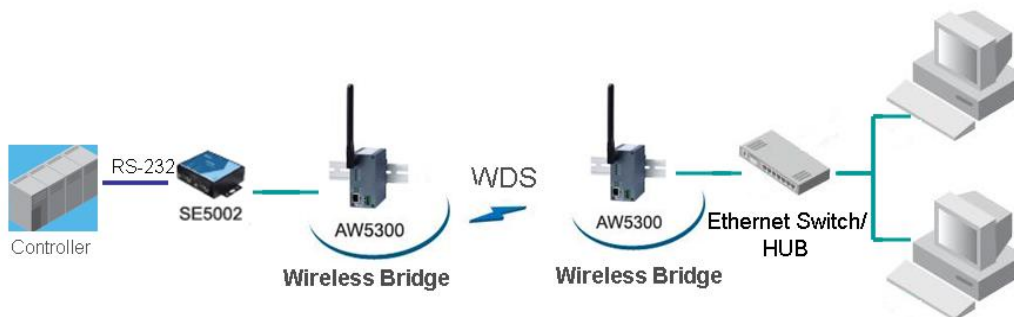 Controller
RS-232
SE5002
AW5300
Wireless Bridge
WDS
AW5300
Wireless Bridge
Ethernet Switch/
HUB